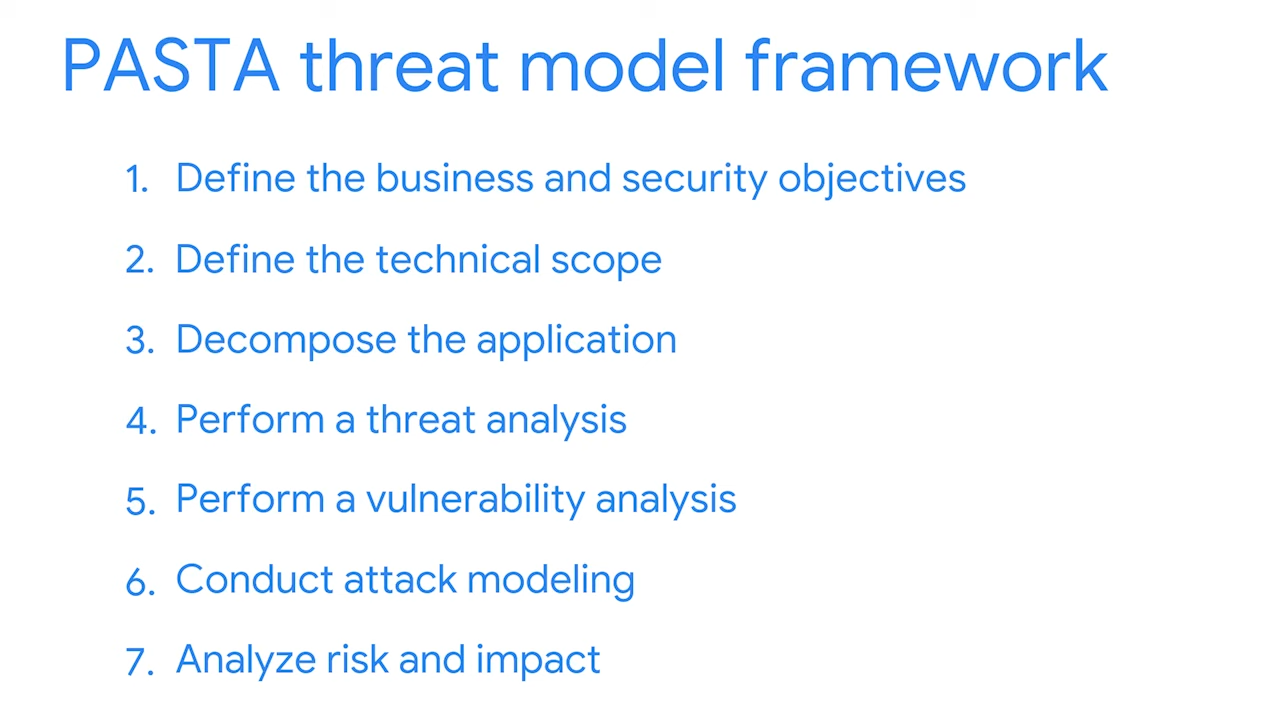 PASTA threat model framework
1. Define the business and security objectives
2. Define the technical scope
3. Decompose the application
4. Perform a threat analysis
5. Perform a vulnerability analysis
6. Conduct attack modeling
7. Analyze risk and impact